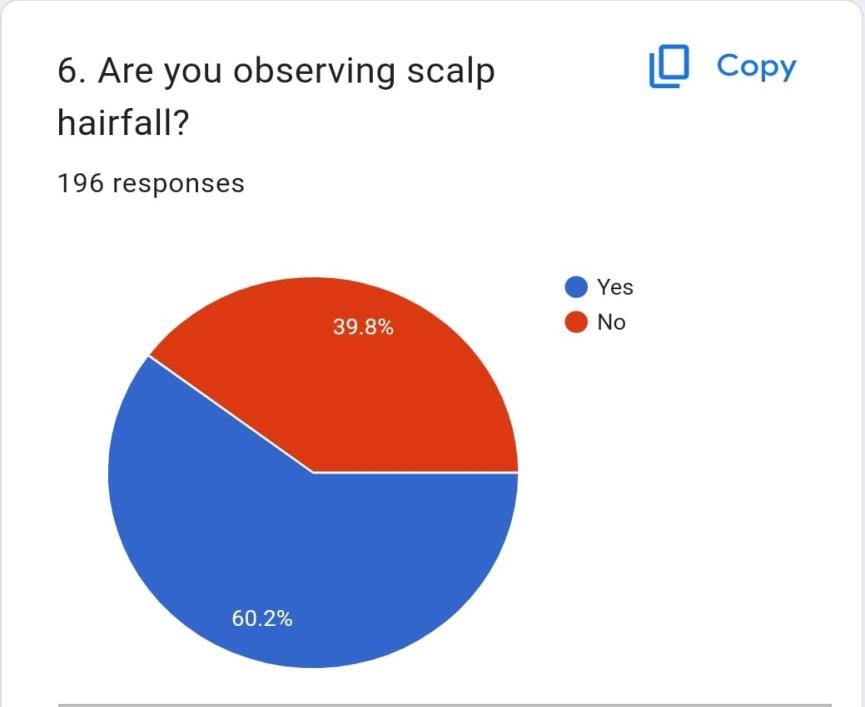 6. Are you observing scalp
hairfall?
Copy
196 responses
Yes
No
39.8%
60.2%